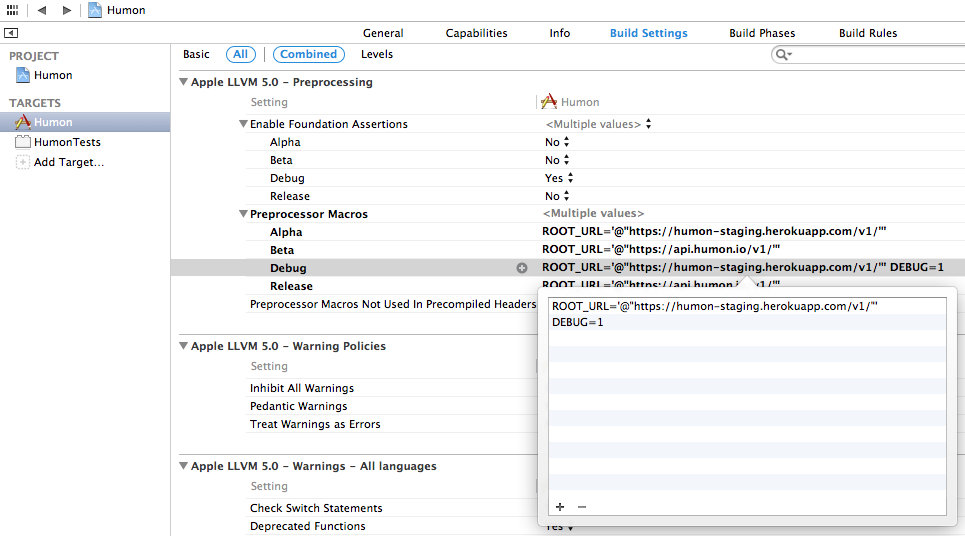 Humon
General Capabilities Info Build Settings Build Phases Build Rules
PROJECT
Humon
TARGETS
Humon
HumonTests
Add Target...
Basic All Combined Levels
Apple LLVM 5.0 - Preprocessing
Setting Humon
Enable Foundation Assertions <Multiple values>
Alpha No
Beta No
Debug Yes
Release No
Preprocessor Macros <Multiple values>
Alpha ROOT_URL='@"https://humon-staging.herokuapp.com/v1/"'
Beta ROOT_URL='@"https://api.humon.io/v1/"'
Debug ROOT_URL='@"https://humon-staging.herokuapp.com/v1/"' DEBUG=1
Release ROOT_URL='@"https://api.humon.io/v1/"'
Preprocessor Macros Not Used In Precompiled Headers
ROOT_URL='@"https://humon-staging.herokuapp.com/v1/"'
DEBUG=1
Apple LLVM 5.0 - Warning Policies
Setting
Inhibit All Warnings
Pedantic Warnings
Treat Warnings as Errors
Apple LLVM 5.0 - Warnings - All languages
Setting
Check Switch Statements
Deprecated Functions Yes